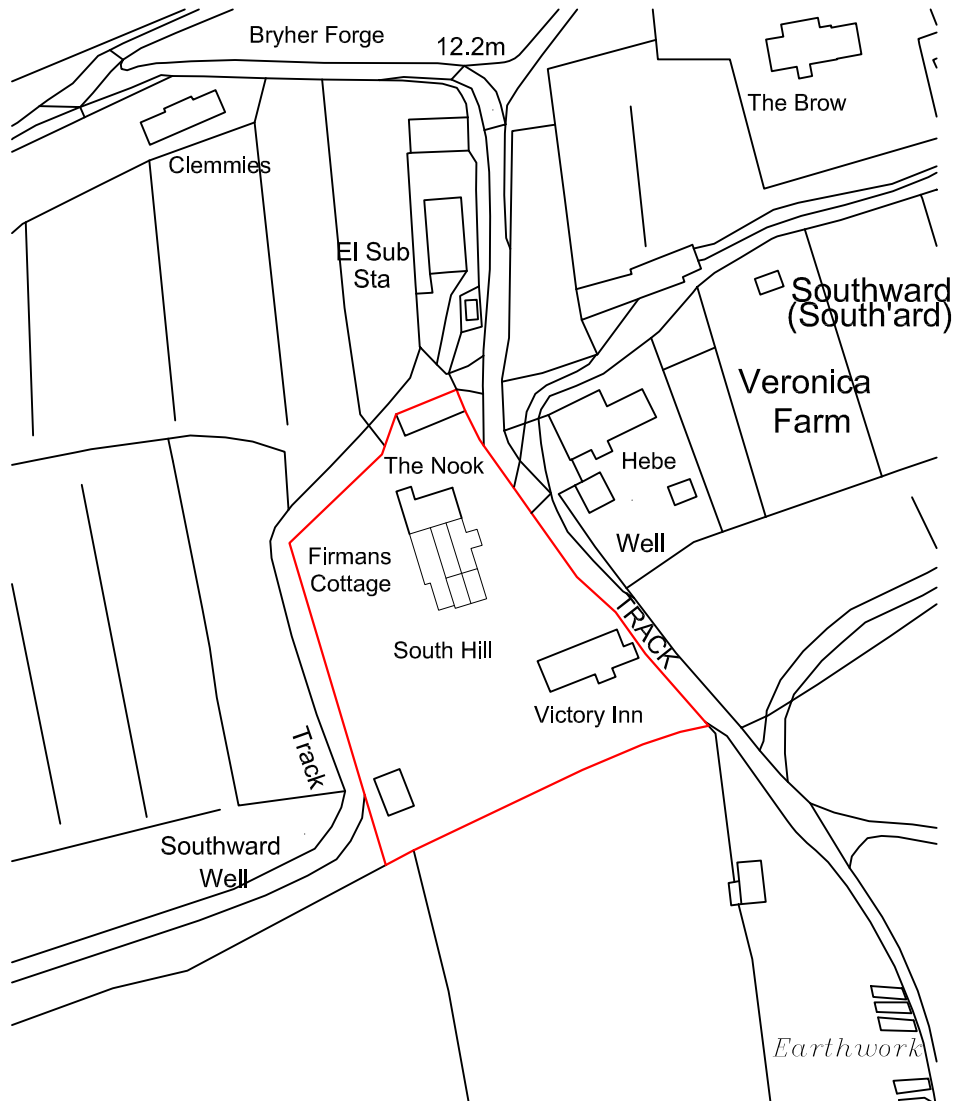 Bryher Forge
12.2m
The Brow
Clemmies
El Sub
Sta
Southward
(South'ard)
Veronica
Farm
The Nook
Hebe
Well
Firmans
Cottage
TRACK
South Hill
Victory Inn
Track
Southward
Well
Earthwork